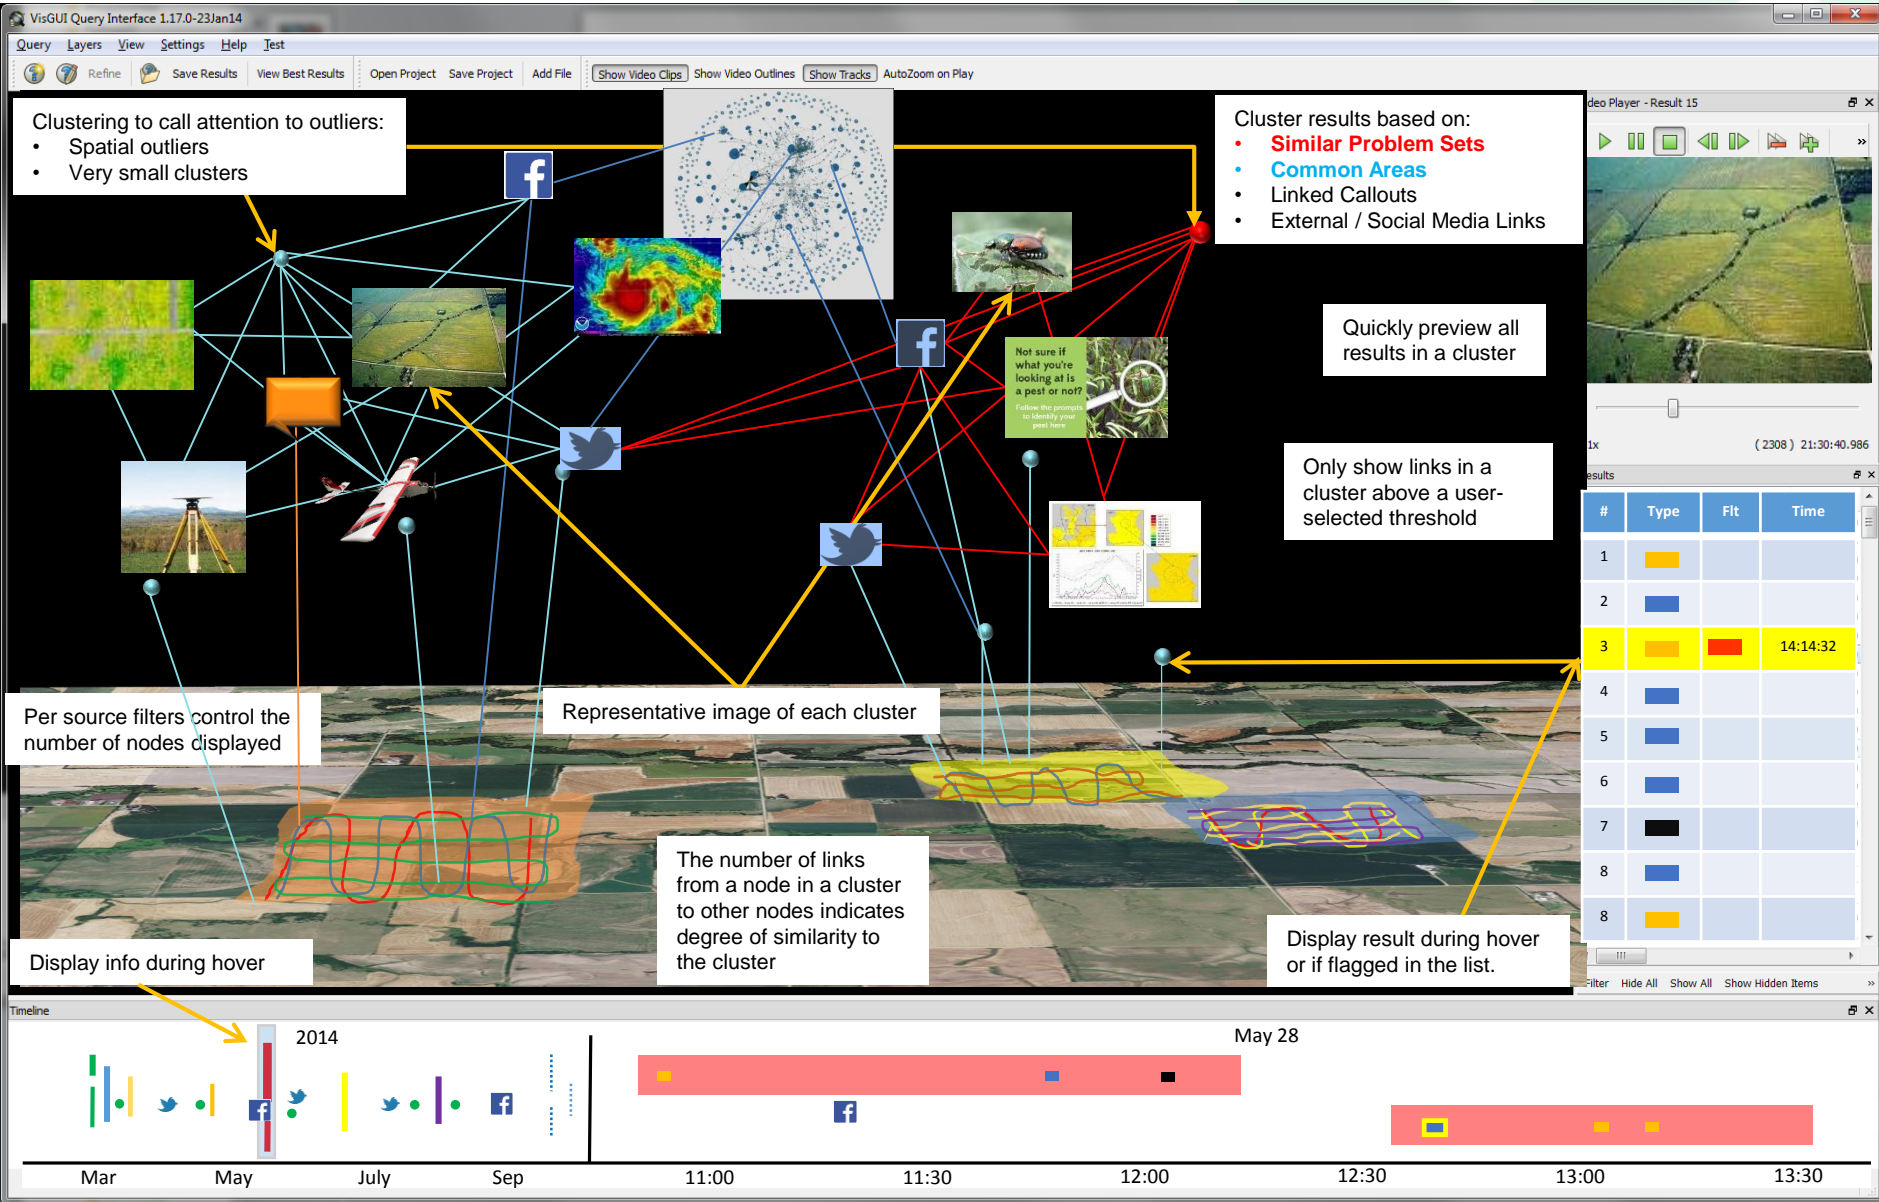 VisGUI Query Interface 1.17.0-23Jan14
Query Layers View Settings Help Test
Refine Save Results View Best Results Open Project Save Project Add File Show Video Clips Show Video Outlines Show Tracks AutoZoom on Play
Clustering to call attention to outliers:
• Spatial outliers
• Very small clusters
Cluster results based on:
• Similar Problem Sets
• Common Areas
• Linked Callouts
• External / Social Media Links
deo Player - Result 15
Quickly preview all
results in a cluster
Not sure if
what you're
looking at is
a pest or not?
Follow the prompts
to identify your
pest here
1x ( 2308 ) 21:30:40.986
Only show links in a
cluster above a user-
selected threshold
esults
# Type Flt Time
1
2
3 14:14:32
4
5
6
7
8
8
Per source filters control the
number of nodes displayed
Representative image of each cluster
The number of links
from a node in a cluster
to other nodes indicates
degree of similarity to
the cluster
Display info during hover
Display result during hover
or if flagged in the list.
ilter Hide All Show All Show Hidden Items
Timeline
2014
May 28
Mar May July Sep 11:00 11:30 12:00 12:30 13:00 13:30